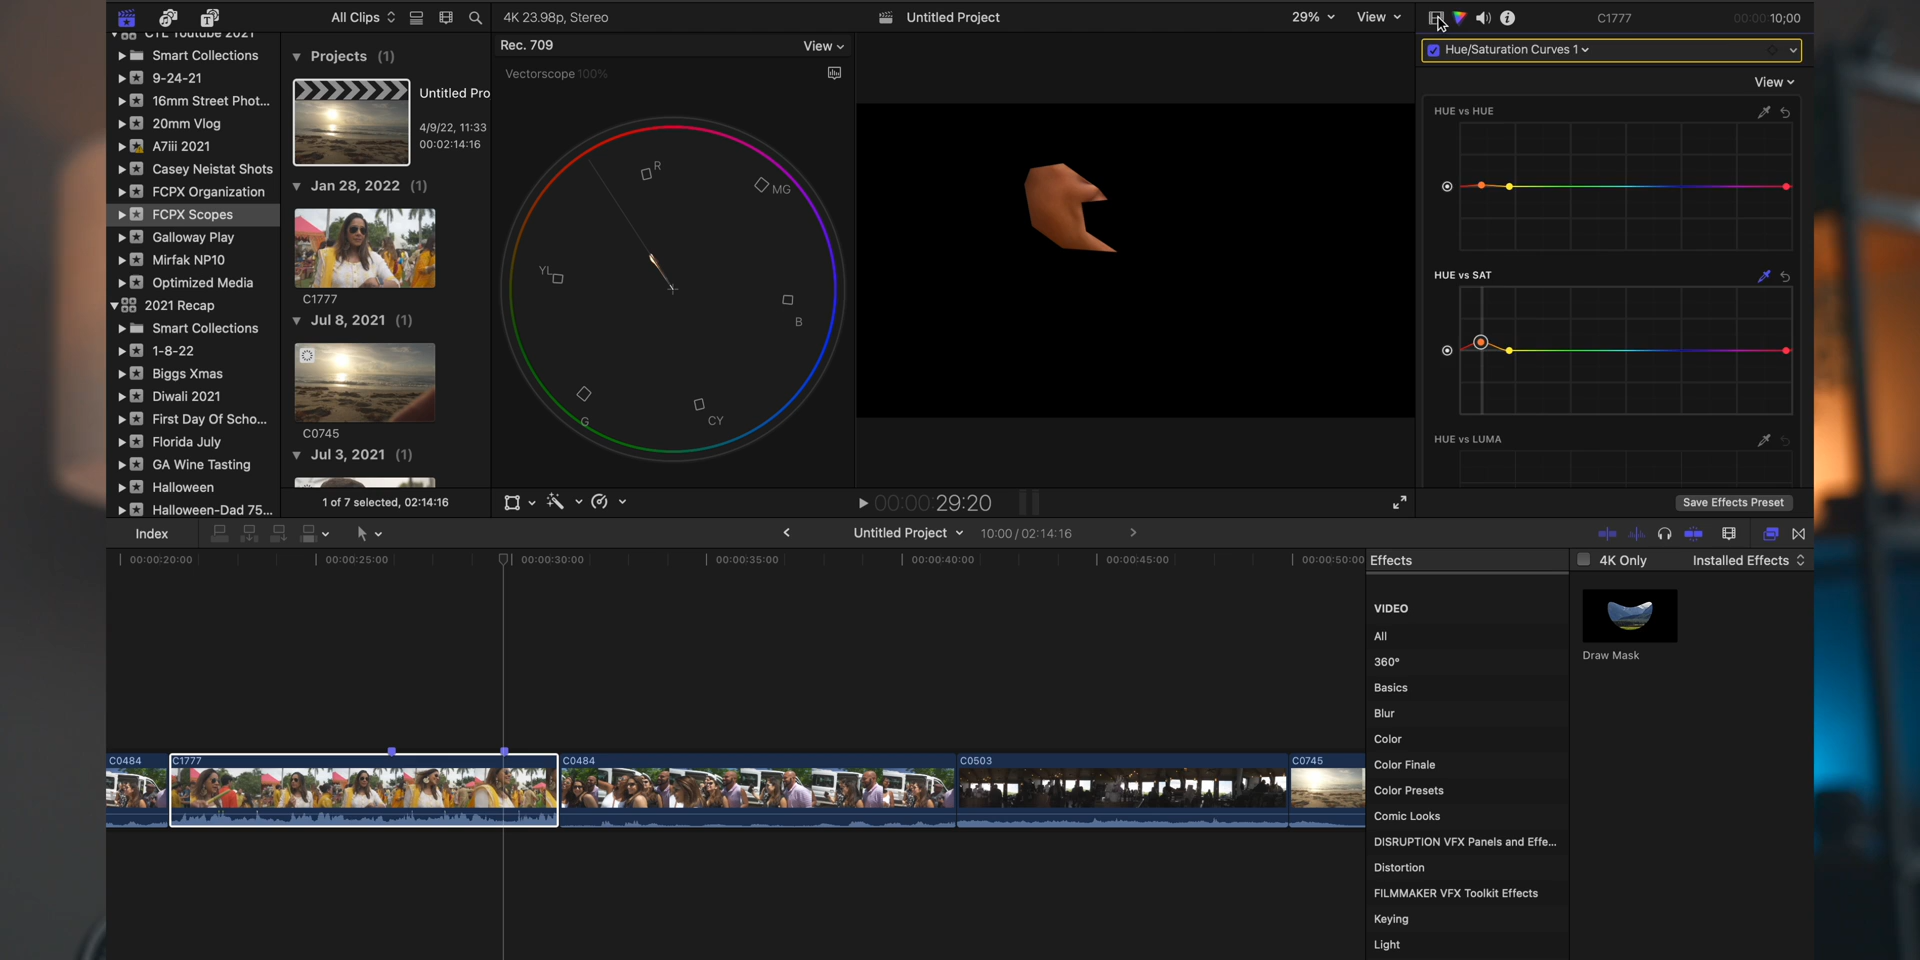 All Clips
4K 23.98p, Stereo
Untitled Project
29%
View
C1777
00:00:10;00
CTE Youtube 2021
Smart Collections
9-24-21
16mm Street Phot...
20mm Vlog
A7iii 2021
Casey Neistat Shots
FCPX Organization
FCPX Scopes
Galloway Play
Mirfak NP10
Optimized Media
2021 Recap
Smart Collections
1-8-22
Biggs Xmas
Diwali 2021
First Day Of Scho...
Florida July
GA Wine Tasting
Halloween
Halloween-Dad 75...
Projects (1)
Untitled Pro
4/9/22, 11:33
00:02:14:16
Jan 28, 2022 (1)
C1777
Jul 8, 2021 (1)
C0745
Jul 3, 2021 (1)
1 of 7 selected, 02:14:16
Rec. 709
View
Vectorscope 100%
R
MG
YL
B
G
CY
Hue/Saturation Curves 1
View
HUE vs HUE
HUE vs SAT
HUE vs LUMA
00:00:29:20
Save Effects Preset
Index
Untitled Project
10:00 / 02:14:16
00:00:20:00
00:00:25:00
00:00:30:00
00:00:35:00
00:00:40:00
00:00:45:00
00:00:50:00
C0484
C1777
C0484
C0503
C0745
Effects
4K Only
Installed Effects
VIDEO
All
360°
Basics
Blur
Color
Color Finale
Color Presets
Comic Looks
DISRUPTION VFX Panels and Effe...
Distortion
FILMMAKER VFX Toolkit Effects
Keying
Light
Draw Mask